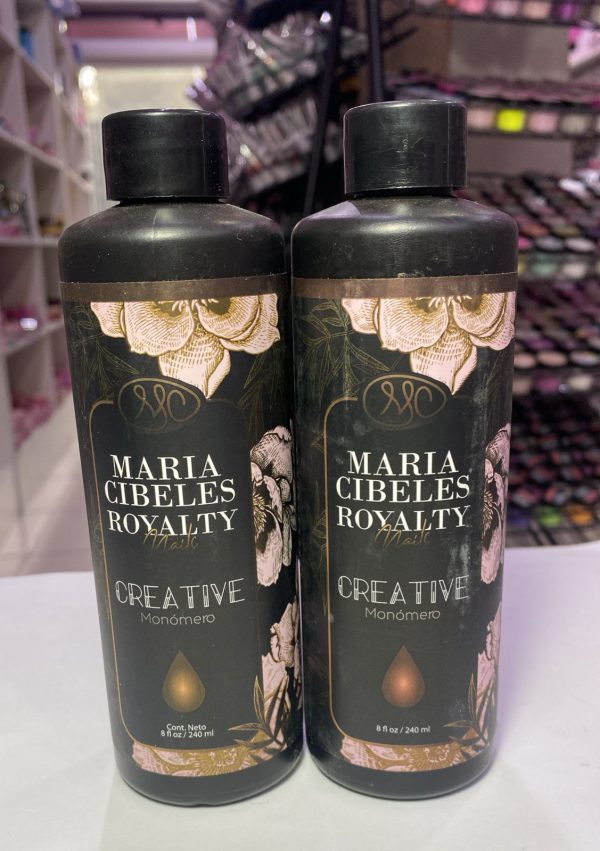 MC
MARIA
CIBELES
ROYALTY
Nails
CREATIVE
Monómero
Cont. Neto
8 fl oz / 240 ml
MC
MARIA
CIBELES
ROYALTY
Nails
CREATIVE
Monómero
8 fl oz / 240 ml